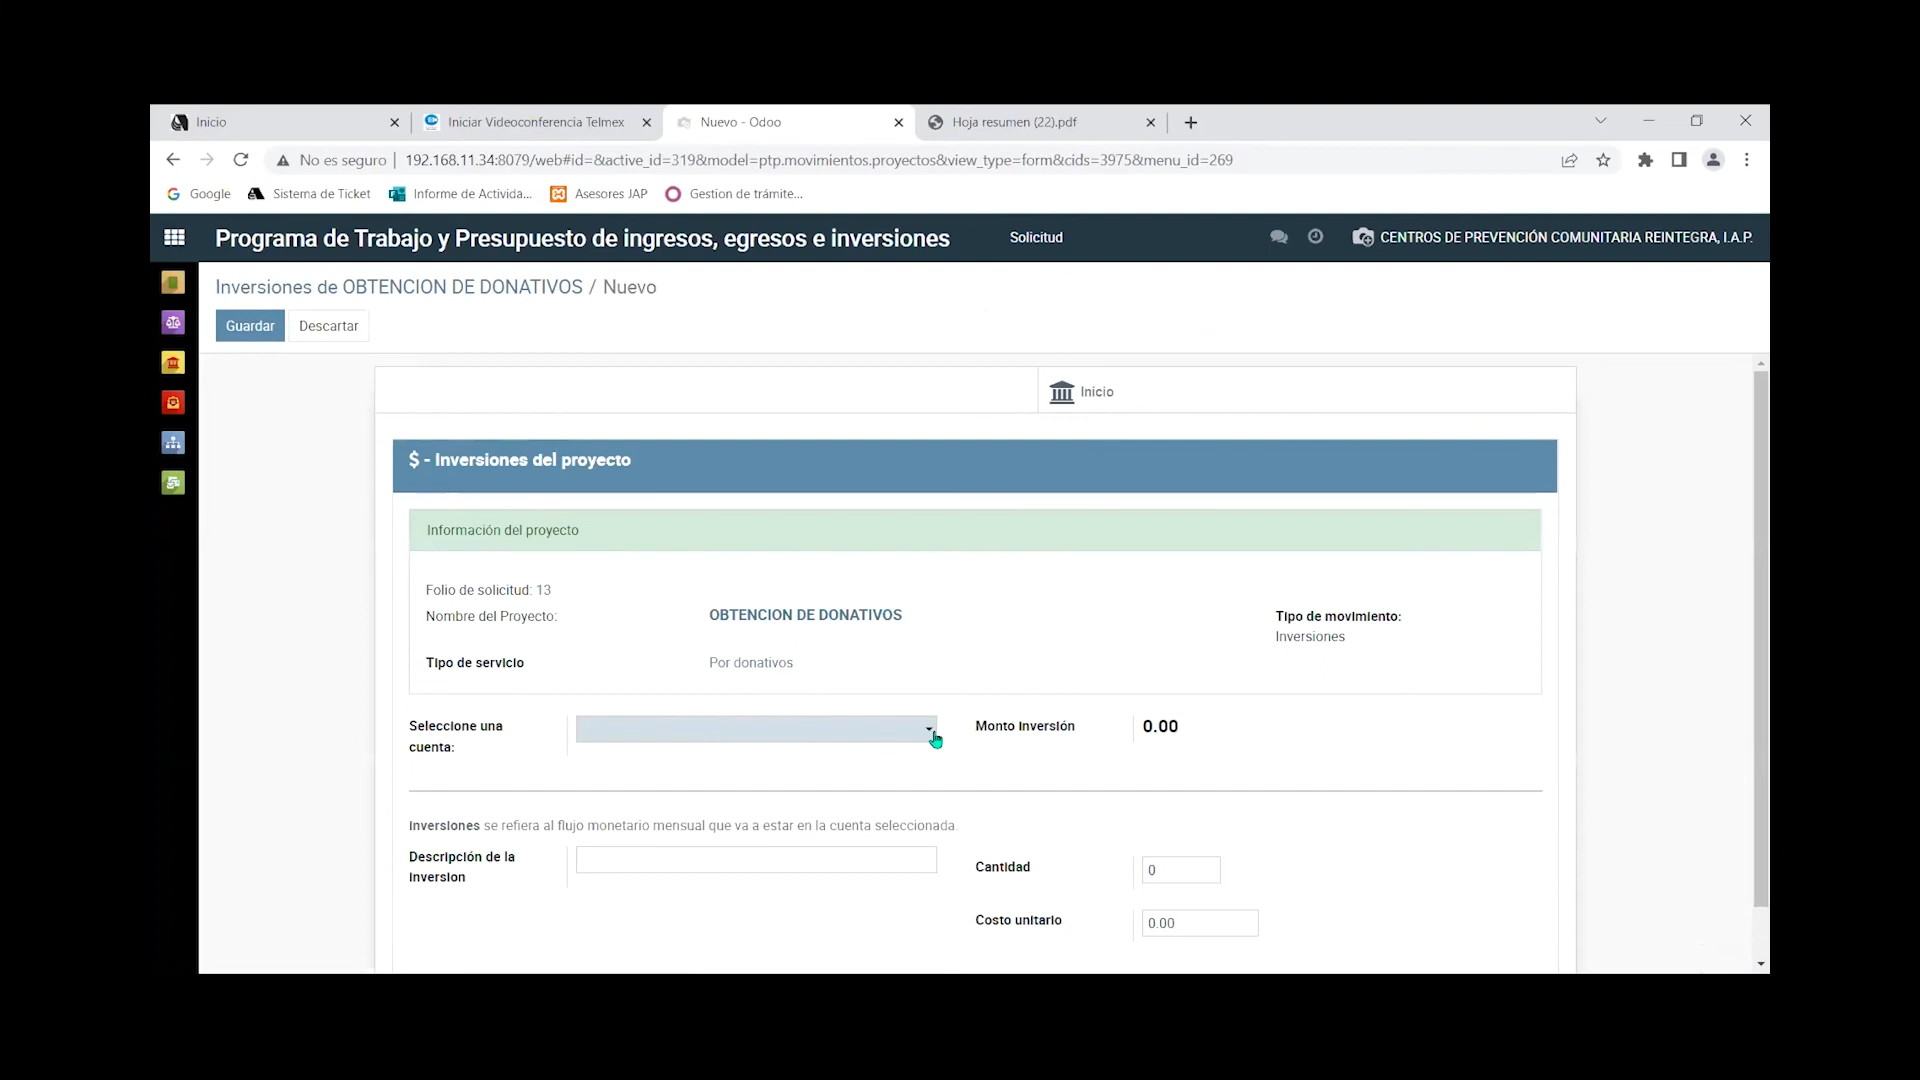 Inicio
Iniciar Videoconferencia Telmex
Nuevo - Odoo
Hoja resumen (22).pdf
No es seguro | 192.168.11.34:8079/web#id=&active_id=319&model=ptp.movimientos.proyectos&view_type=form&cids=3975&menu_id=269
Google
Sistema de Ticket
Informe de Activida...
Asesores JAP
Gestion de trámite...
Programa de Trabajo y Presupuesto de ingresos, egresos e inversiones
Solicitud
CENTROS DE PREVENCIÓN COMUNITARIA REINTEGRA, I.A.P.
Inversiones de OBTENCION DE DONATIVOS / Nuevo
Guardar
Descartar
Inicio
$ - Inversiones del proyecto
Información del proyecto
Folio de solicitud: 13
Nombre del Proyecto:
OBTENCION DE DONATIVOS
Tipo de movimiento:
Inversiones
Tipo de servicio
Por donativos
Seleccione una
cuenta:
Monto inversión
0.00
Inversiones se refiera al flujo monetario mensual que va a estar en la cuenta seleccionada.
Descripción de la
inversion
Cantidad
0
Costo unitario
0.00